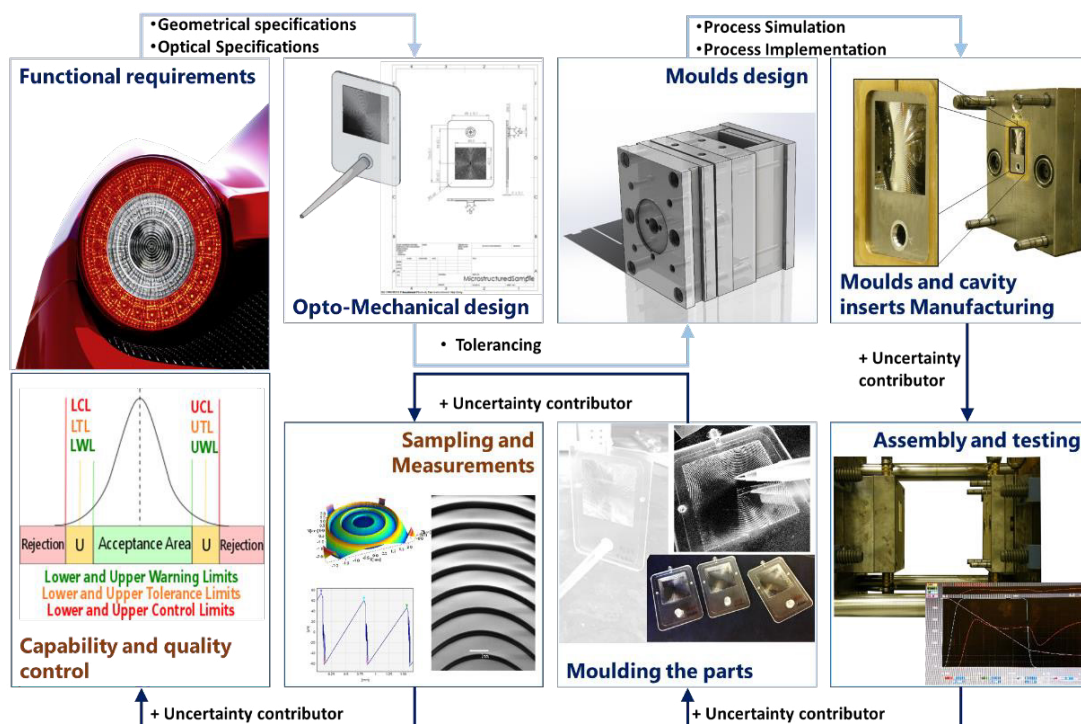 • Geometrical specifications
• Optical Specifications
• Process Simulation
• Process Implementation
Functional requirements
Moulds design
MicrostructuredSample
Opto-Mechanical design
Moulds and cavity
inserts Manufacturing
• Tolerancing
+ Uncertainty
contributor
+ Uncertainty contributor
LCL
LTL
LWL
UCL
UTL
UWL
Rejection
U
Acceptance Area
U
Rejection
Lower and Upper Warning Limits
Lower and Upper Tolerance Limits
Lower and Upper Control Limits
Capability and quality
control
Sampling and
Measurements
Moulding the parts
Assembly and testing
+ Uncertainty contributor
+ Uncertainty contributor